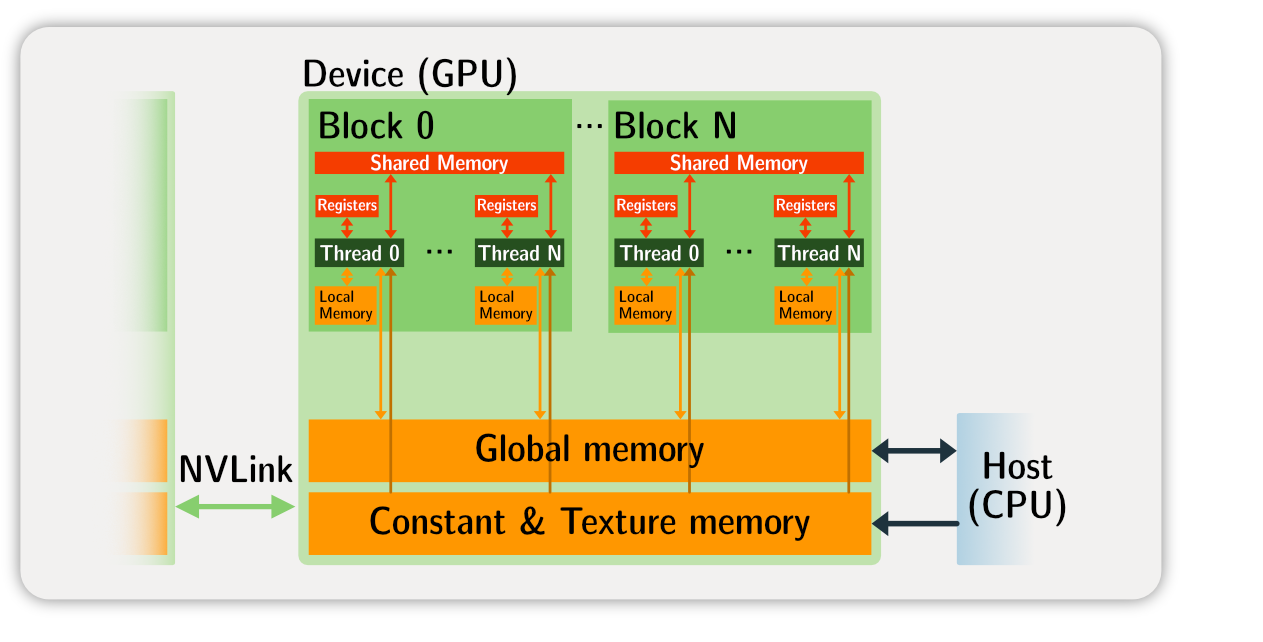 Device (GPU)
Block 0
... Block N
Shared Memory
Shared Memory
Registers
Registers
Registers
Registers
Thread 0
...
Thread N
Thread 0
...
Thread N
Local
Memory
Local
Memory
Local
Memory
Local
Memory
Global memory
NVLink
Host
(CPU)
Constant & Texture memory